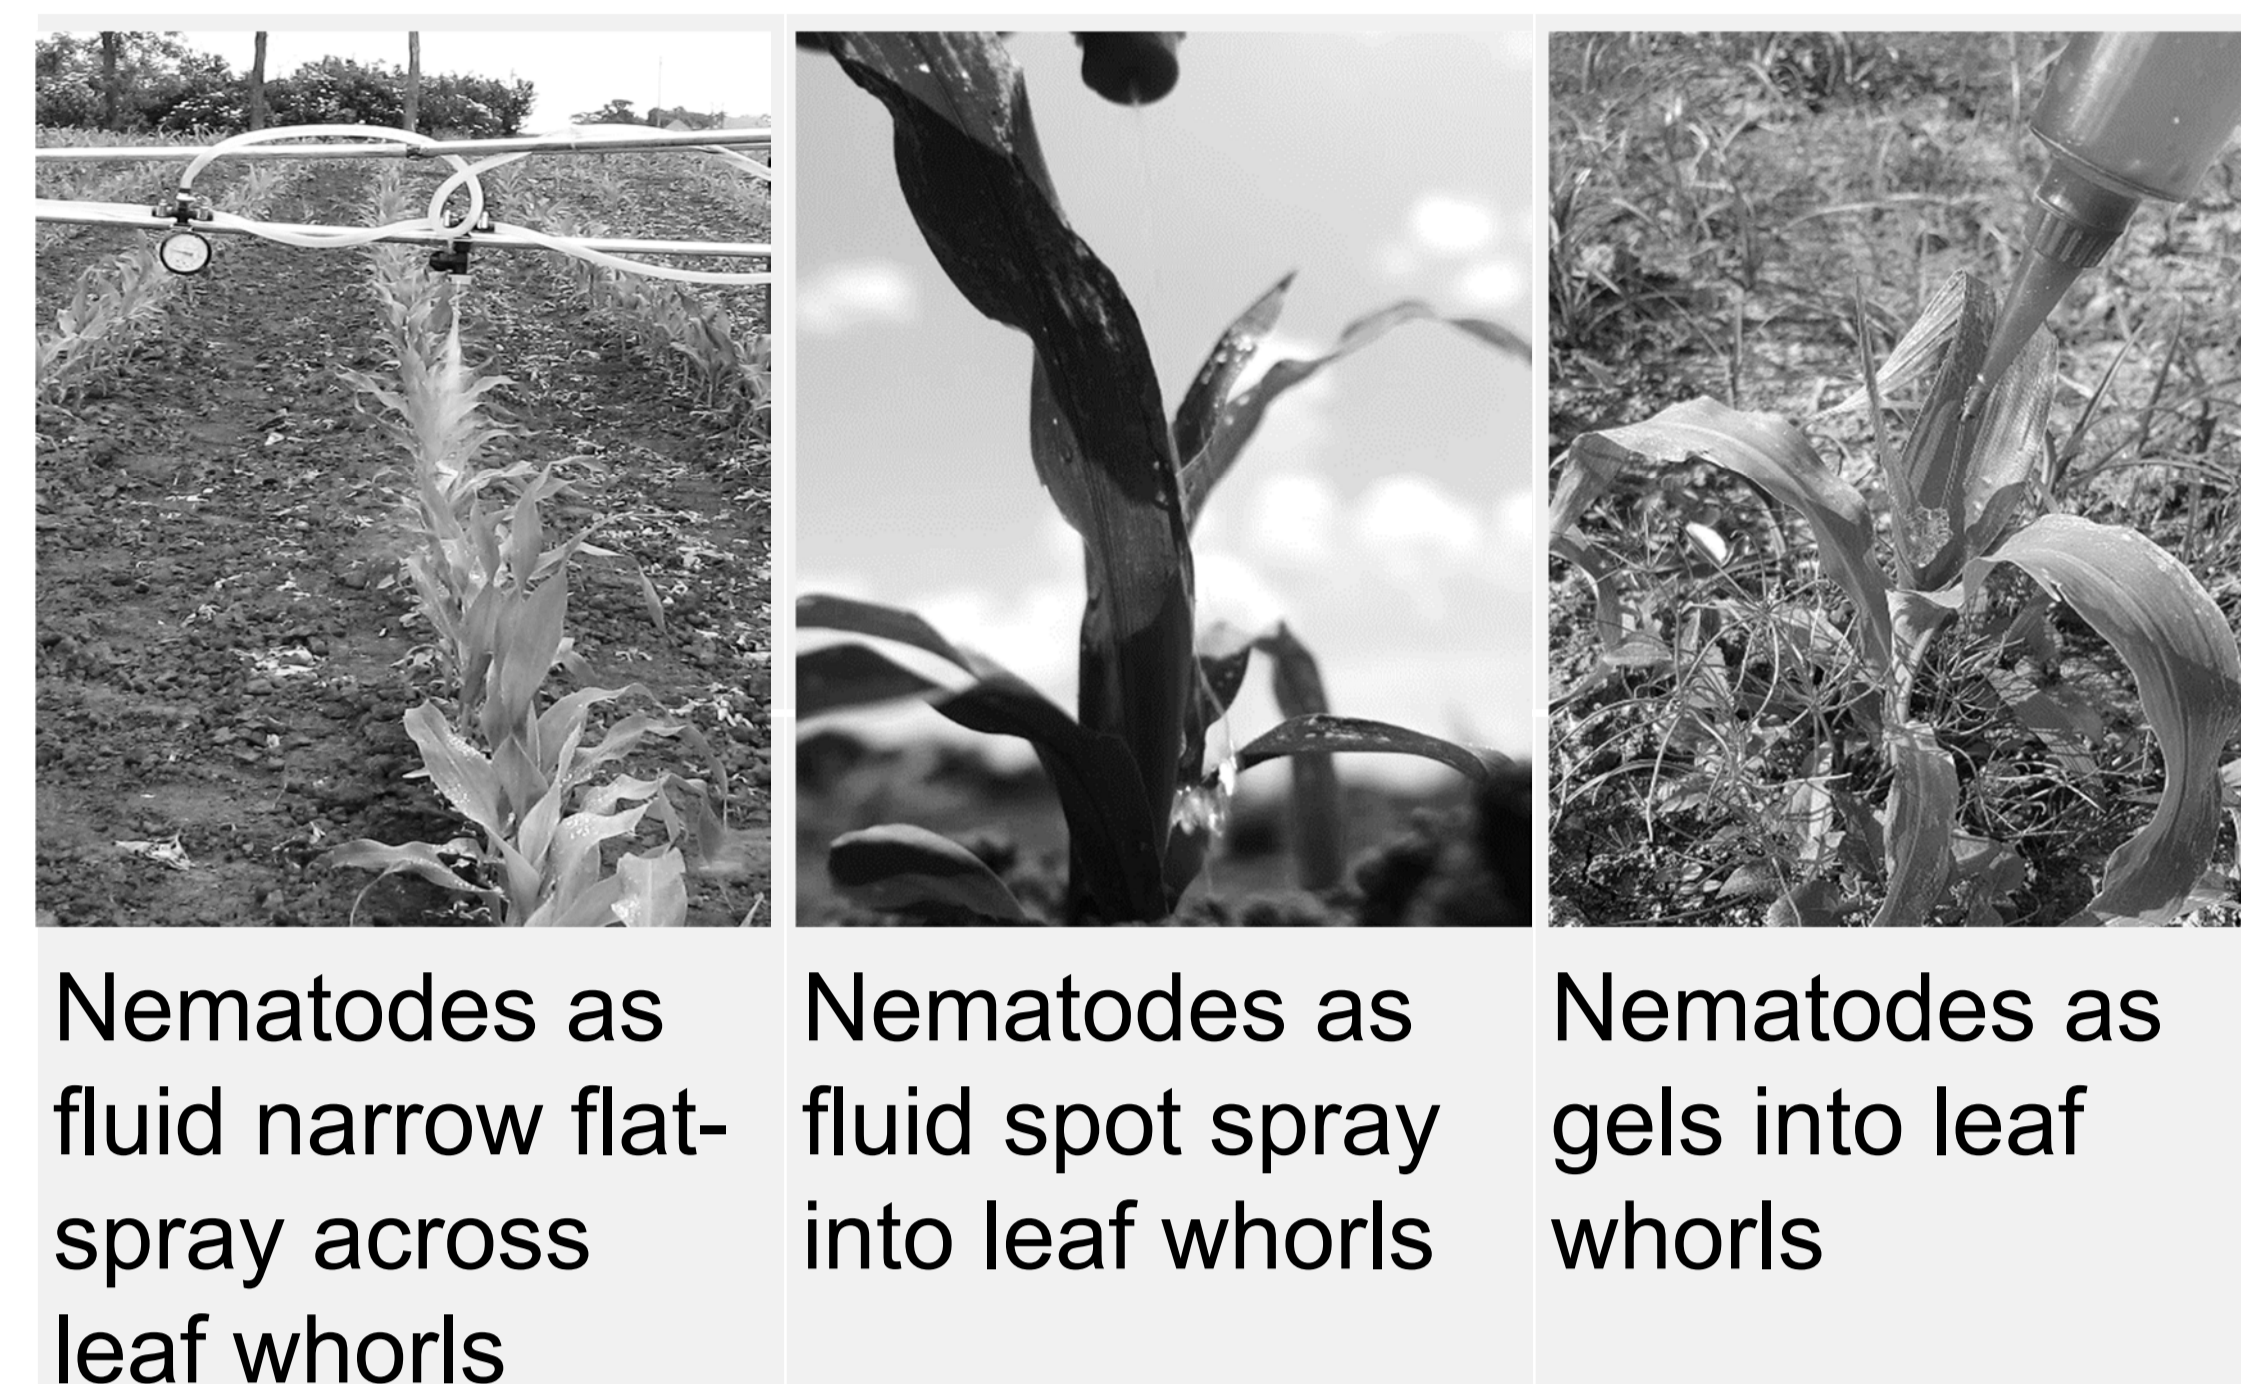 Nematodes as
fluid narrow flat-
spray across
leaf whorls
Nematodes as
fluid spot spray
into leaf whorls
Nematodes as
gels into leaf
whorls